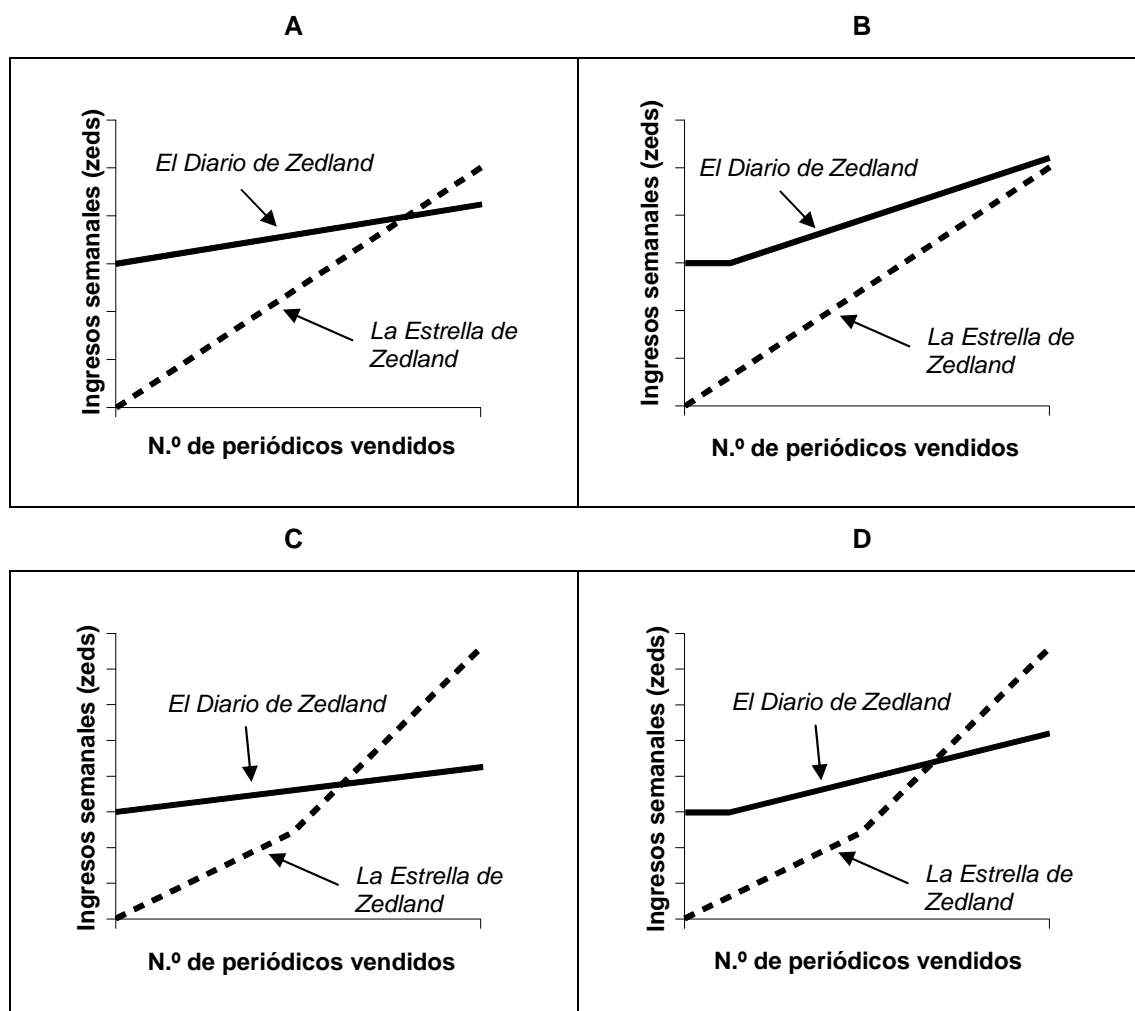 A
Ingresos semanales (zeds)
El Diario de Zedland
La Estrella de
Zedland
N.º de periódicos vendidos
B
Ingresos semanales (zeds)
El Diario de Zedland
La Estrella de
Zedland
N.º de periódicos vendidos
C
Ingresos semanales (zeds)
El Diario de Zedland
La Estrella de
Zedland
N.º de periódicos vendidos
D
Ingresos semanales (zeds)
El Diario de Zedland
La Estrella de
Zedland
N.º de periódicos vendidos